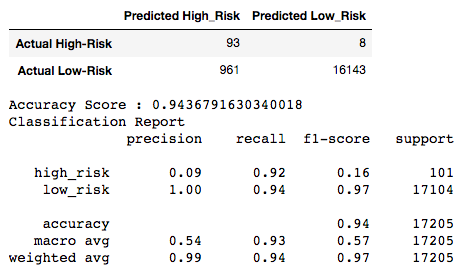 Predicted High_Risk Predicted Low_Risk
Actual High-Risk 93 8
Actual Low-Risk 961 16143
Accuracy Score : 0.9436791630340018
Classification Report
precision recall f1-score support
high_risk 0.09 0.92 0.16 101
low_risk 1.00 0.94 0.97 17104
accuracy 0.94 17205
macro avg 0.54 0.93 0.57 17205
weighted avg 0.99 0.94 0.97 17205